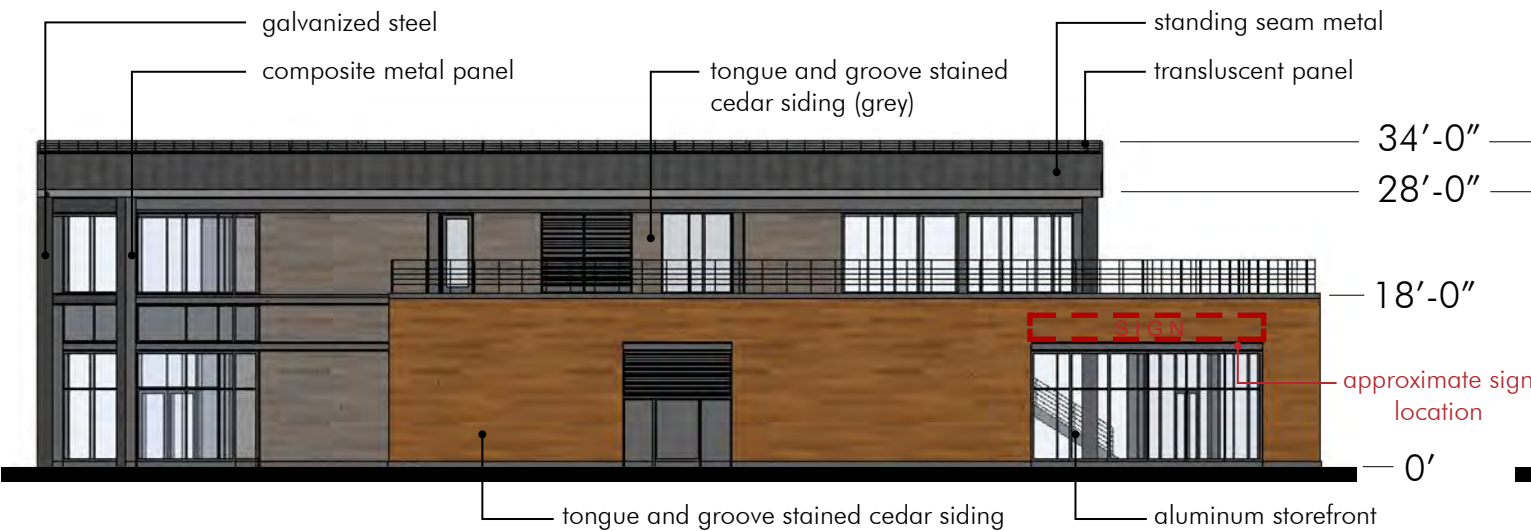 galvanized steel
standing seam metal
composite metal panel
tongue and groove stained
cedar siding (grey)
transluscent panel
34'-0"
28'-0"
18'-0"
SIGN
approximate sign
location
0'
tongue and groove stained cedar siding
aluminum storefront